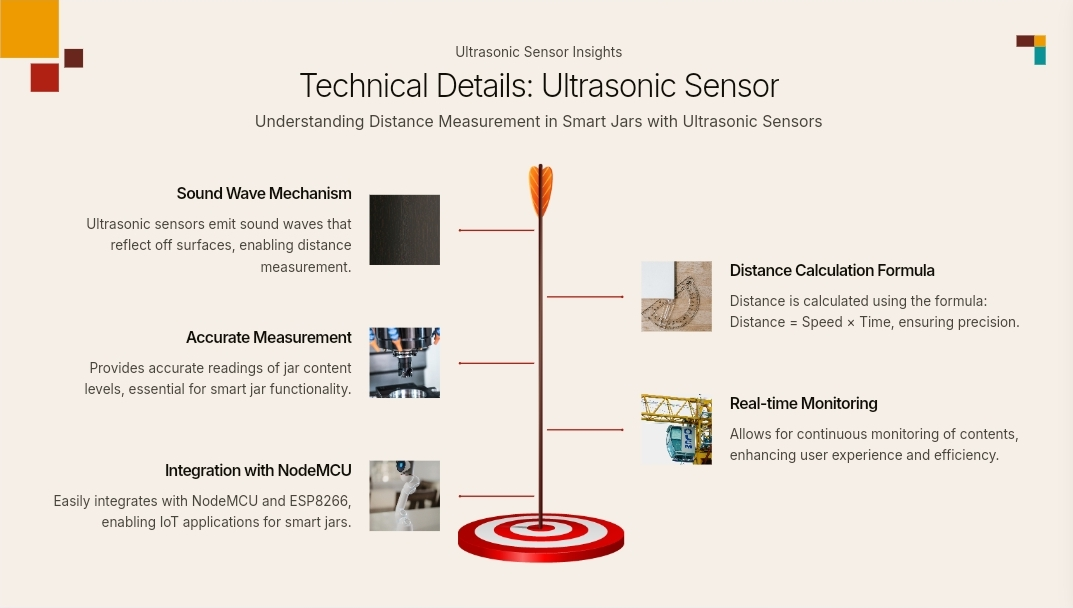 Ultrasonic Sensor Insights
Technical Details: Ultrasonic Sensor
Understanding Distance Measurement in Smart Jars with Ultrasonic Sensors
Sound Wave Mechanism
Ultrasonic sensors emit sound waves that
reflect off surfaces, enabling distance
measurement.
Distance Calculation Formula
Distance is calculated using the formula:
Distance = Speed × Time, ensuring precision.
Accurate Measurement
Provides accurate readings of jar content
levels, essential for smart jar functionality.
Real-time Monitoring
Allows for continuous monitoring of contents,
enhancing user experience and efficiency.
Integration with NodeMCU
Easily integrates with NodeMCU and ESP8266,
enabling IoT applications for smart jars.